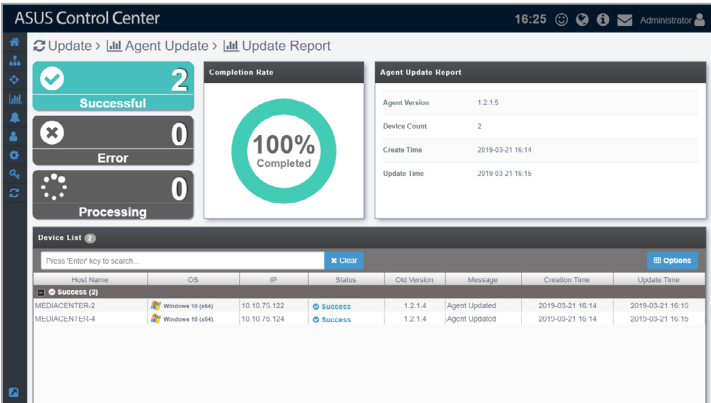 ASUS Control Center
16:25 Administrator
Update > Agent Update > Update Report
2
Successful
0
Error
0
Processing
Completion Rate
100%
Completed
Agent Update Report
Agent Version 1.2.1.5
Device Count 2
Create Time 2019-03-21 16:14
Update Time 2019-03-21 16:15
Device List 2
Press 'Enter' key to search... Clear Options
Host Name OS IP Status Old Version Message Creation Time Update Time
Success (2)
MEDIACENTER-2 Windows 10 (x64) 10.10.75.122 Success 1.2.1.4 Agent Updated 2019-03-21 16:14 2019-03-21 16:15
MEDIACENTER-4 Windows 10 (x64) 10.10.75.124 Success 1.2.1.4 Agent Updated 2019-03-21 16:14 2019-03-21 16:15